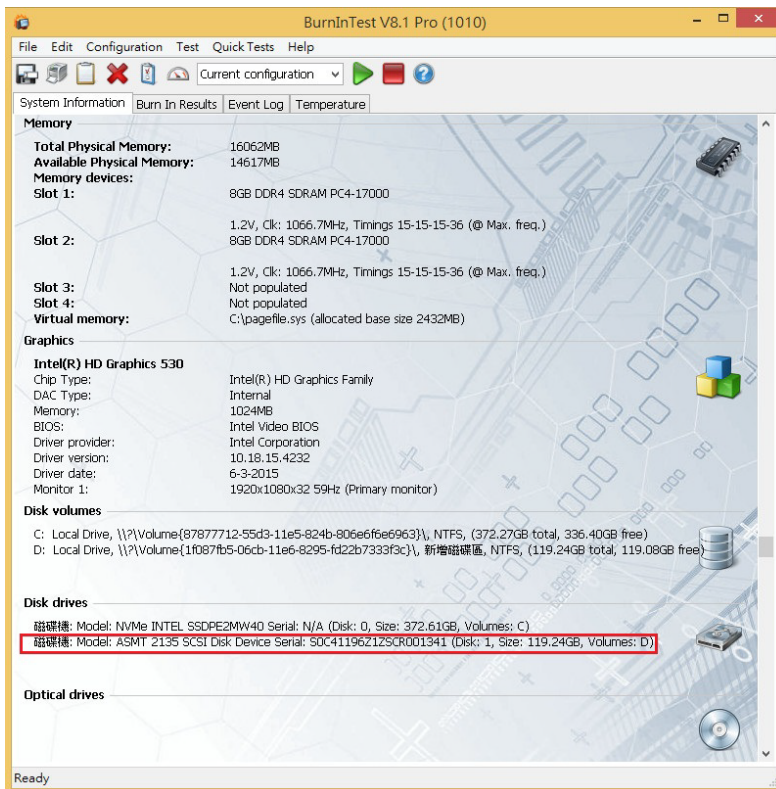 BurnInTest V8.1 Pro (1010)
File Edit Configuration Test Quick Tests Help
Current configuration
System Information Burn In Results Event Log Temperature
Memory
Total Physical Memory: 16062MB
Available Physical Memory: 14617MB
Memory devices:
Slot 1: 8GB DDR4 SDRAM PC4-17000
1.2V, Clk: 1066.7MHz, Timings 15-15-15-36 (@ Max. freq.)
Slot 2: 8GB DDR4 SDRAM PC4-17000
1.2V, Clk: 1066.7MHz, Timings 15-15-15-36 (@ Max. freq.)
Slot 3: Not populated
Slot 4: Not populated
Virtual memory: C:\pagefile.sys (allocated base size 2432MB)
Graphics
Intel(R) HD Graphics 530
Chip Type: Intel(R) HD Graphics Family
DAC Type: Internal
Memory: 1024MB
BIOS: Intel Video BIOS
Driver provider: Intel Corporation
Driver version: 10.18.15.4232
Driver date: 6-3-2015
Monitor 1: 1920x1080x32 59Hz (Primary monitor)
Disk volumes
C: Local Drive, \\?\Volume{87877712-55d3-11e5-824b-806e6f6e6963}\, NTFS, (372.27GB total, 336.40GB free)
D: Local Drive, \\?\Volume{1f087fb5-06cb-11e6-8295-fd22b7333f3c}\, 新增磁碟區, NTFS, (119.24GB total, 119.08GB free)
Disk drives
磁碟機: Model: NVMe INTEL SSDPE2MW40 Serial: N/A (Disk: 0, Size: 372.61GB, Volumes: C)
磁碟機: Model: ASMT 2135 SCSI Disk Device Serial: S0C41196Z1ZSCR001341 (Disk: 1, Size: 119.24GB, Volumes: D)
Optical drives
Ready